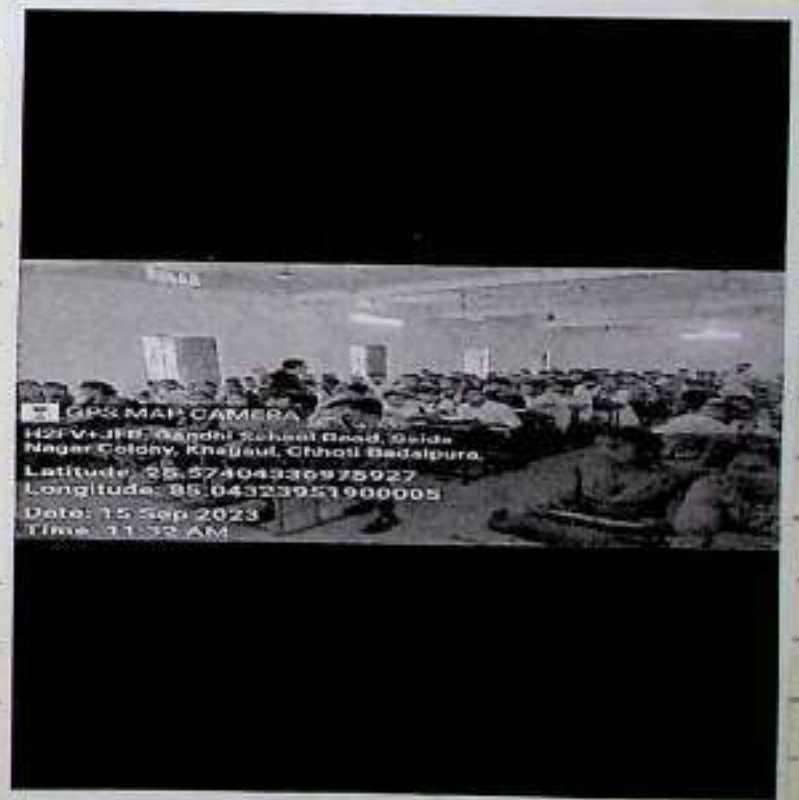 GPS MAP CAMERA
H2FV+JFR, Gandhi School Road, Saida
Nagar Colony, Khagaul, Chhoti Badalpura,
Latitude: 25.57404336975927
Longitude: 85.04323951900005
Date: 15 Sep 2023
Time: 11:32 AM